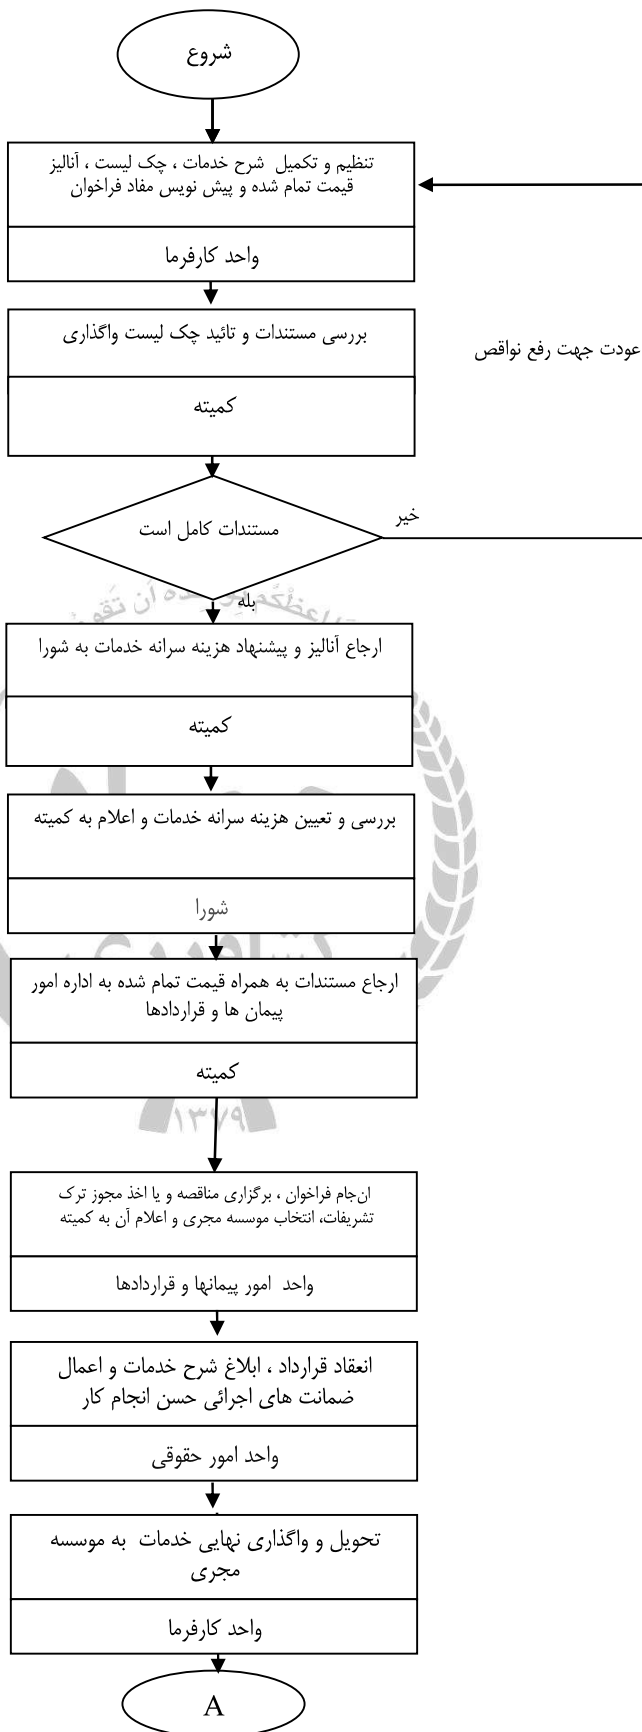 شروع
تنظیم و تکمیل شرح خدمات ، چک لیست ، آنالیز
قیمت تمام شده و پیش نویس مفاد فراخوان
واحد کارفرما
بررسی مستندات و تائید چک لیست واگذاری
عودت جهت رفع نواقص
کمیته
مستندات کامل است
خیر
بله
ارجاع آنالیز و پیشنهاد هزینه سرانه خدمات به شورا
کمیته
بررسی و تعیین هزینه سرانه خدمات و اعلام به کمیته
شورا
ارجاع مستندات به همراه قیمت تمام شده به اداره امور
پیمان ها و قراردادها
کمیته
۱۳۷۹
انجام فراخوان ، برگزاری مناقصه و یا اخذ مجوز ترک
تشریفات، انتخاب موسسه مجری و اعلام آن به کمیته
واحد امور پیمانها و قراردادها
انعقاد قرارداد ، ابلاغ شرح خدمات و اعمال
ضمانت های اجرائی حسن انجام کار
واحد امور حقوقی
تحویل و واگذاری نهایی خدمات به موسسه
مجری
واحد کارفرما
A